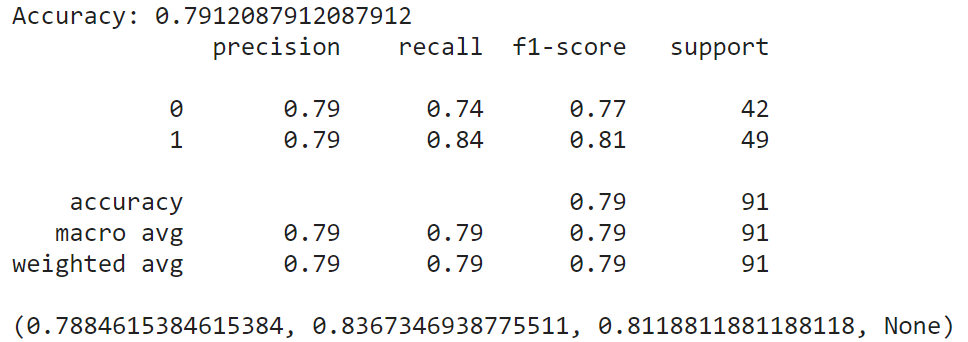 Accuracy: 0.7912087912087912
precision recall f1-score support
0 0.79 0.74 0.77 42
1 0.79 0.84 0.81 49
accuracy 0.79 91
macro avg 0.79 0.79 0.79 91
weighted avg 0.79 0.79 0.79 91
(0.7884615384615384, 0.8367346938775511, 0.8118811881188118, None)